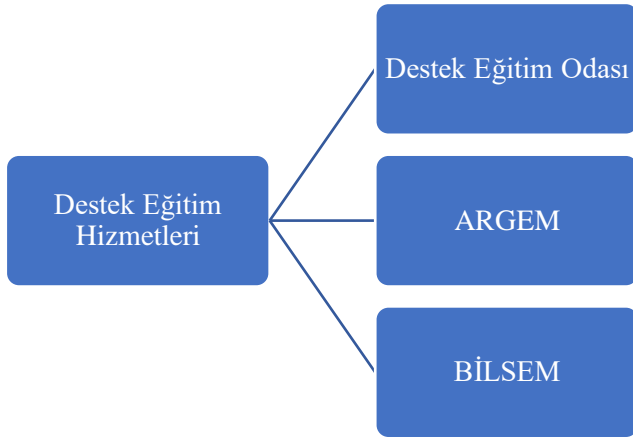 Destek Eğitim Odası
Destek Eğitim
Hizmetleri
ARGEM
BİLSEM